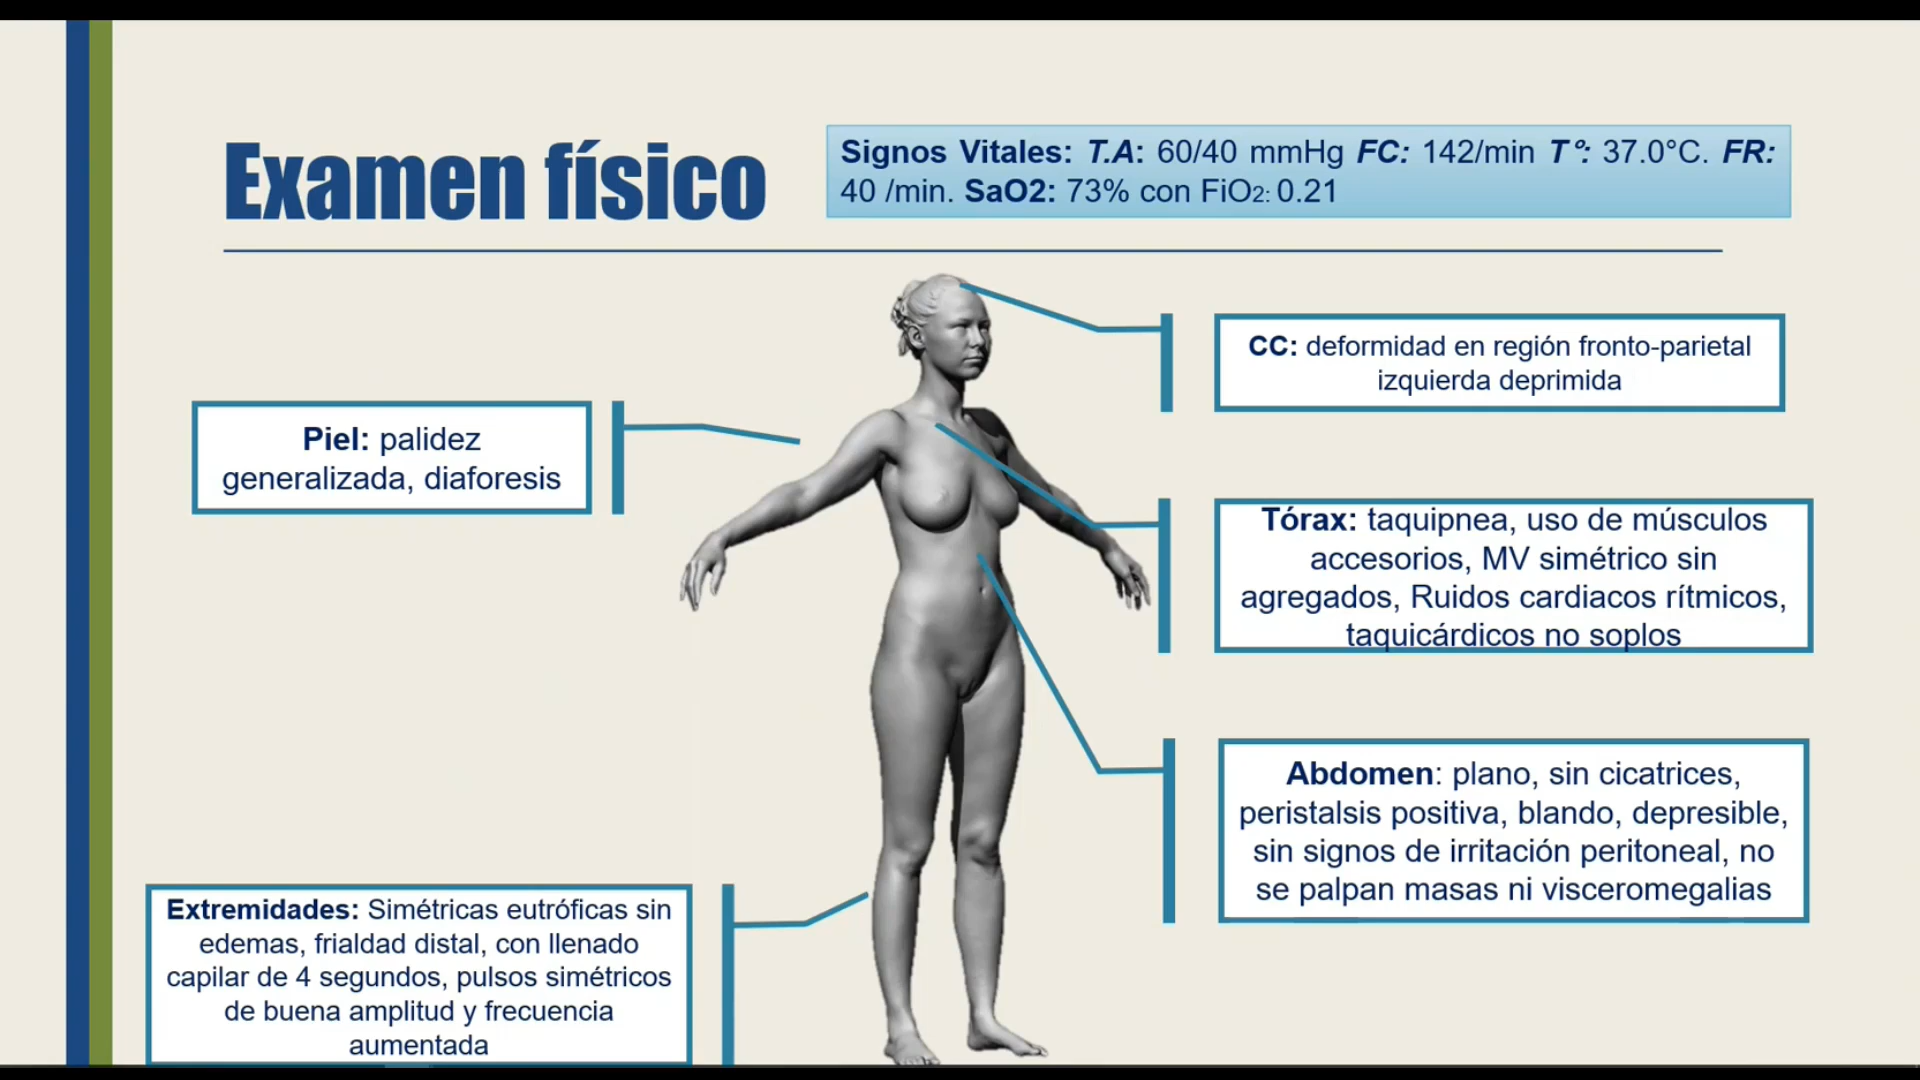 Examen físico
Signos Vitales: T.A: 60/40 mmHg FC: 142/min T°: 37.0°C. FR:
40 /min. SaO2: 73% con FiO2: 0.21
CC: deformidad en región fronto-parietal
izquierda deprimida
Piel: palidez
generalizada, diaforesis
Tórax: taquipnea, uso de músculos
accesorios, MV simétrico sin
agregados, Ruidos cardiacos rítmicos,
taquicárdicos no soplos
Abdomen: plano, sin cicatrices,
peristalsis positiva, blando, depresible,
sin signos de irritación peritoneal, no
se palpan masas ni visceromegalias
Extremidades: Simétricas eutróficas sin
edemas, frialdad distal, con llenado
capilar de 4 segundos, pulsos simétricos
de buena amplitud y frecuencia
aumentada